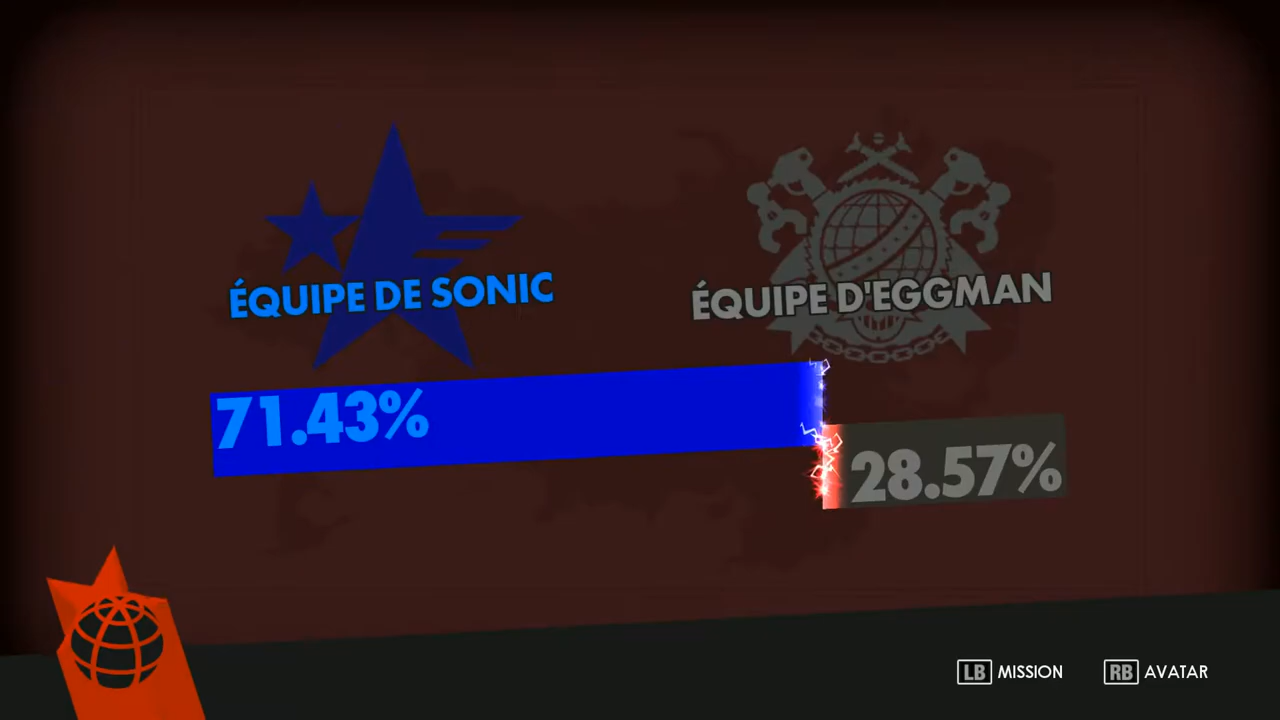 ÉQUIPE DE SONIC
ÉQUIPE D'EGGMAN
71.43%
28.57%
LB MISSION
RB AVATAR